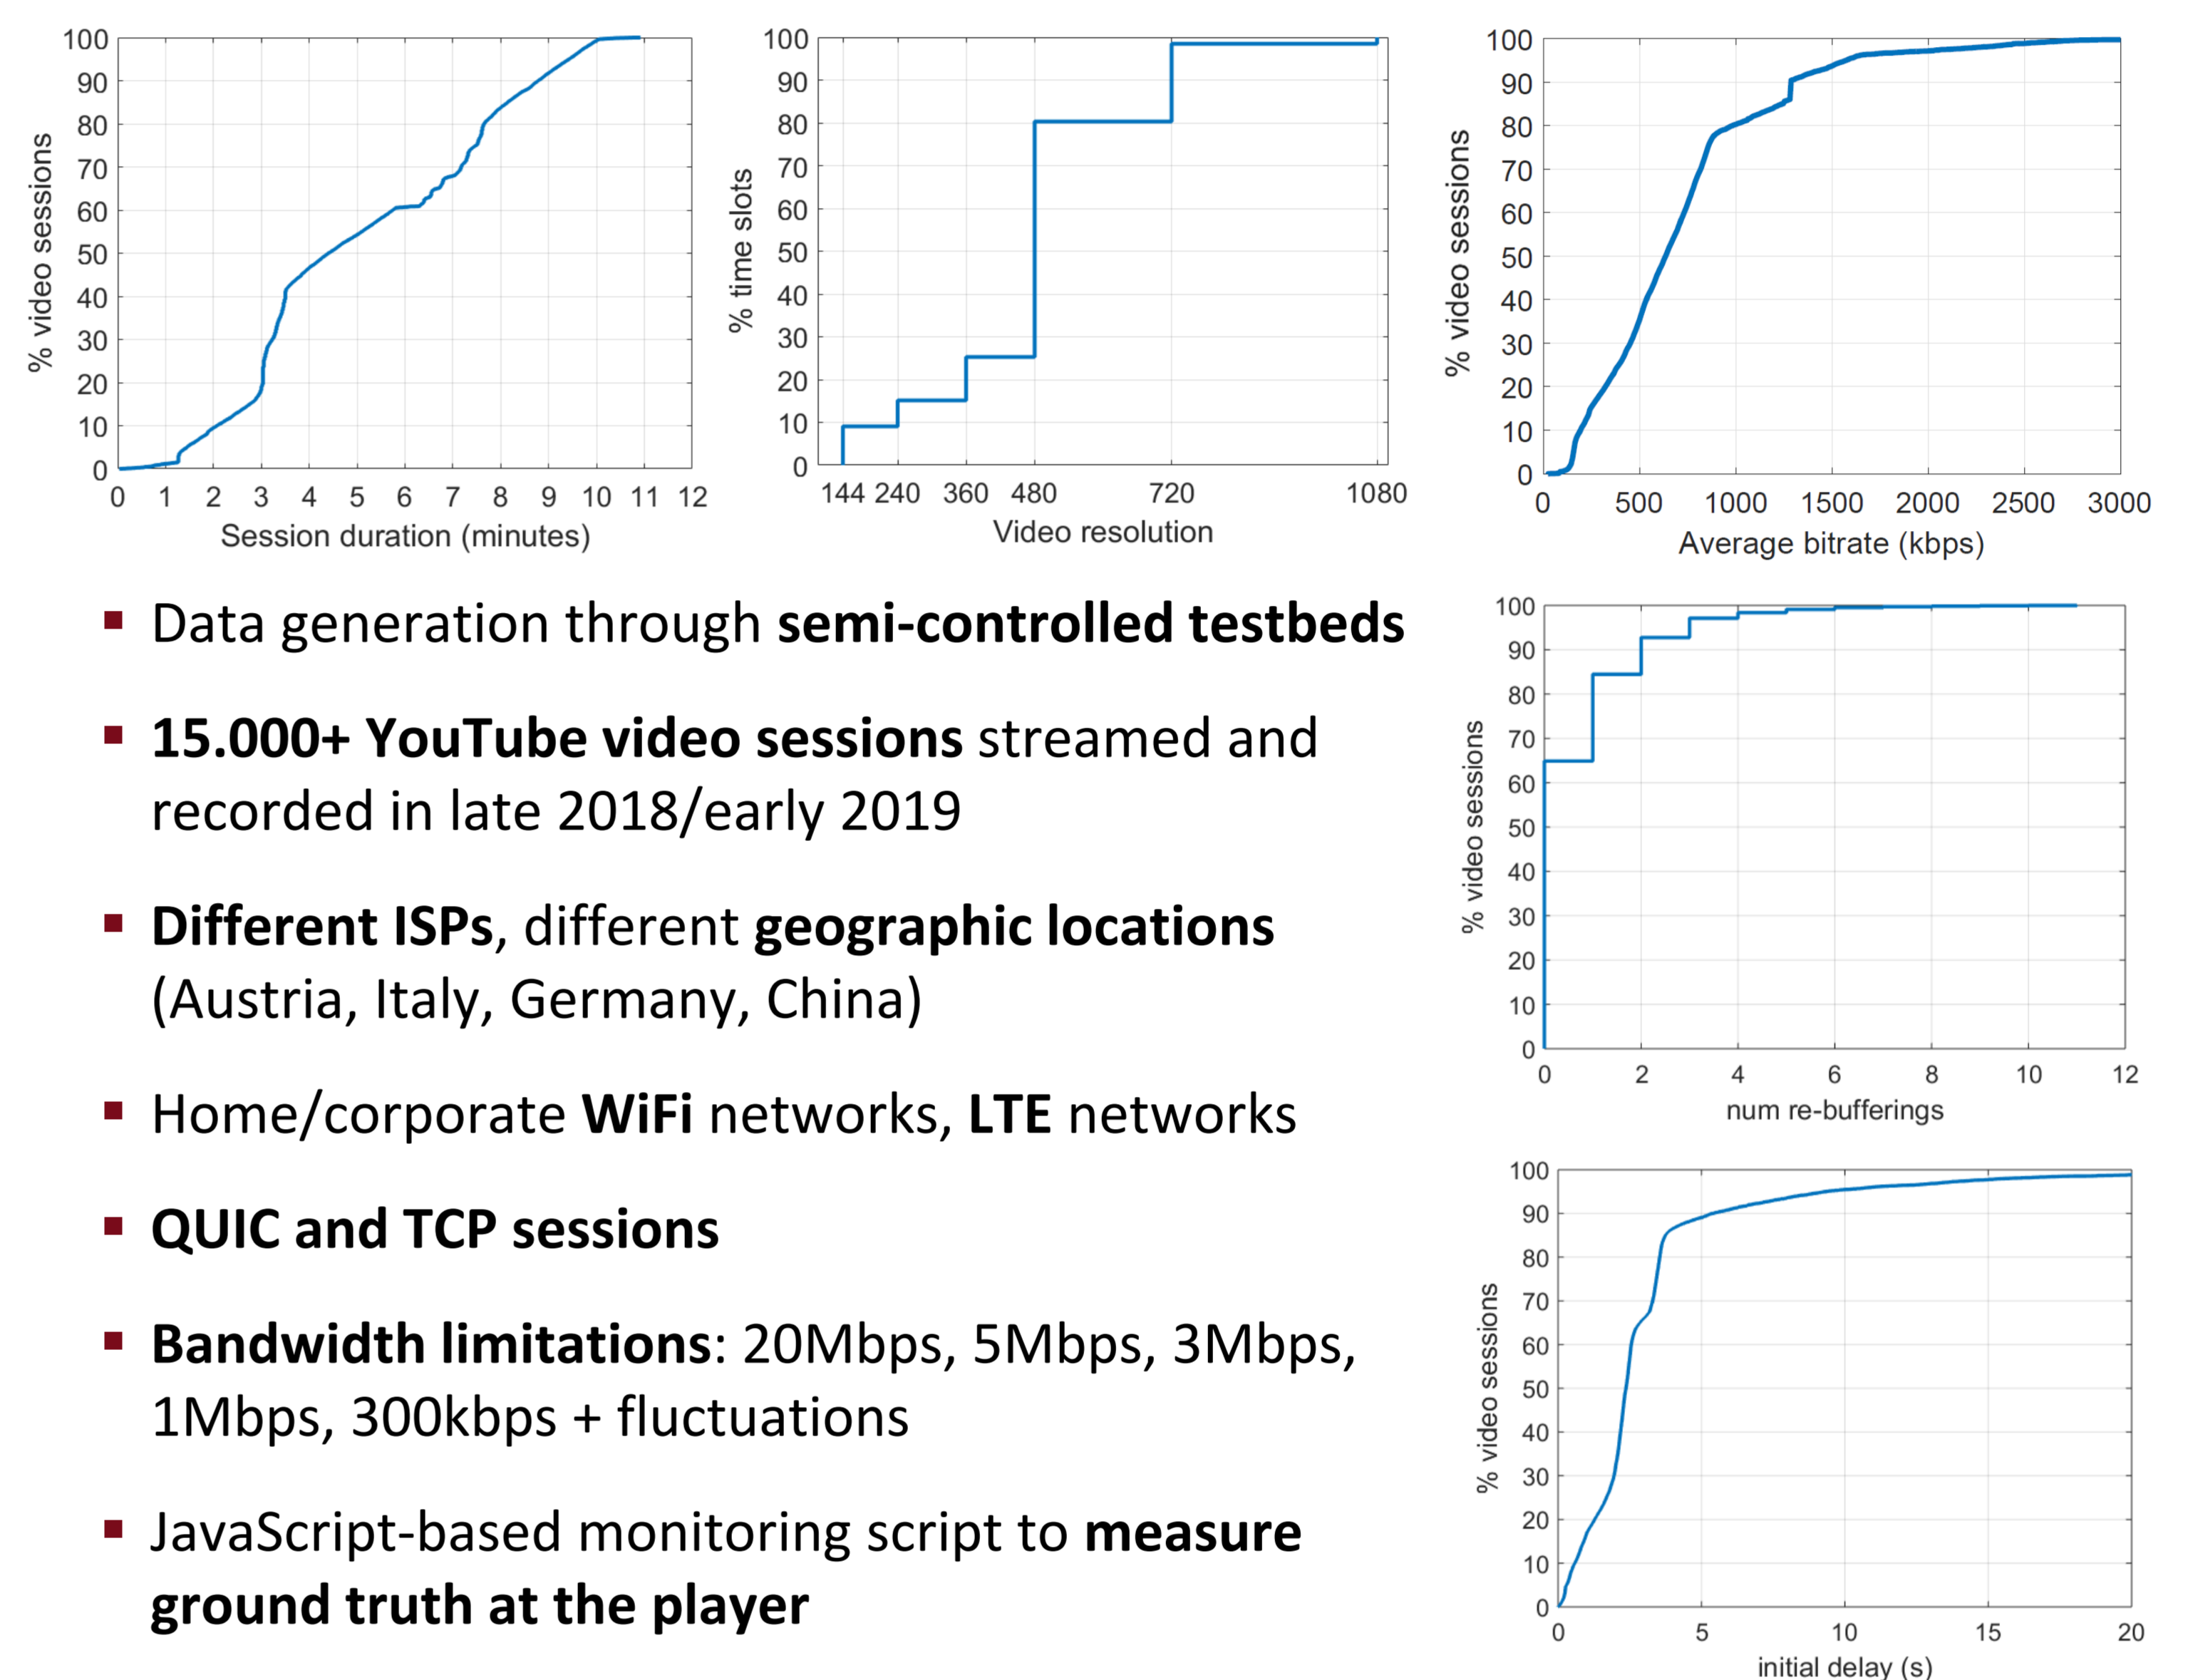 100
90
80
70
60
50
40
30
20
10
0
% video sessions
0 1 2 3 4 5 6 7 8 9 10 11 12
Session duration (minutes)
100
90
80
70
60
50
40
30
20
10
0
% time slots
144 240 360 480 720 1080
Video resolution
100
90
80
70
60
50
40
30
20
10
0
% video sessions
0 500 1000 1500 2000 2500 3000
Average bitrate (kbps)
Data generation through semi-controlled testbeds
15.000+ YouTube video sessions streamed and
recorded in late 2018/early 2019
Different ISPs, different geographic locations
(Austria, Italy, Germany, China)
Home/corporate WiFi networks, LTE networks
QUIC and TCP sessions
Bandwidth limitations: 20Mbps, 5Mbps, 3Mbps,
1Mbps, 300kbps + fluctuations
JavaScript-based monitoring script to measure
ground truth at the player
100
90
80
70
60
50
40
30
20
10
0
% video sessions
0 2 4 6 8 10 12
num re-bufferings
100
90
80
70
60
50
40
30
20
10
0
% video sessions
0 5 10 15 20
initial delay (s)